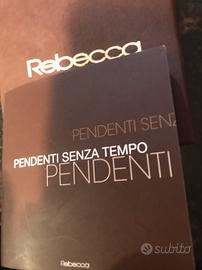 Rebecca
PENDENTI SENZ
PENDENTI SENZA TEMPO
PENDENTI
Rebecca
subito